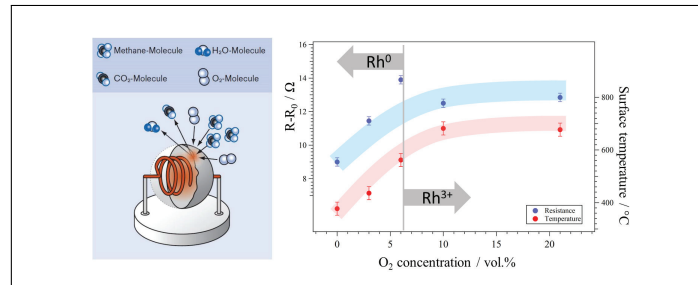 Methane-Molecule
H₂O-Molecule
CO₂-Molecule
O₂-Molecule
16
14
12
10
8
R-R₀ / Ω
Rh⁰
Rh³⁺
800
600
400
Surface temperature / °C
Resistance
Temperature
0
5
10
15
20
O₂ concentration / vol.%